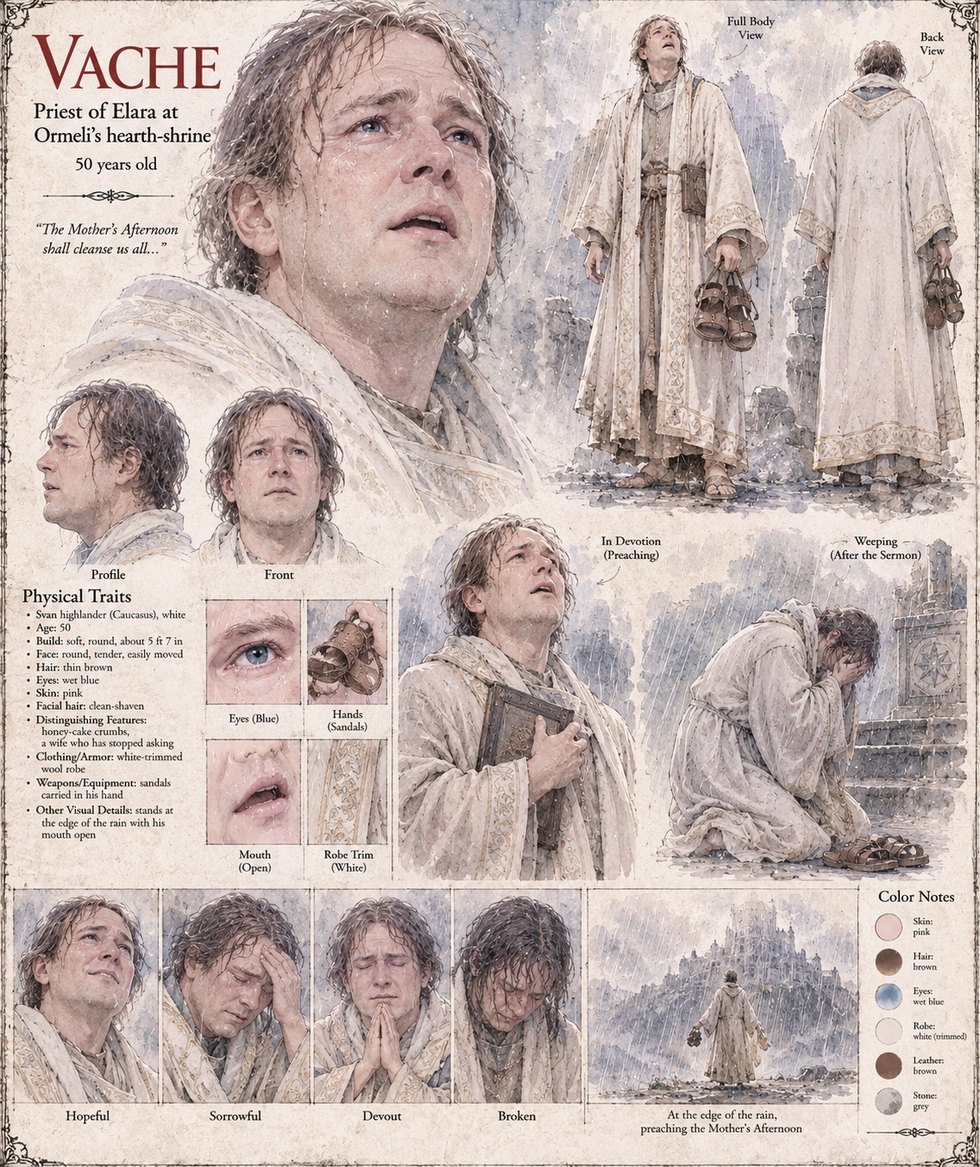 VACHE
Priest of Elara at
Ormeli's hearth-shrine
50 years old
"The Mother's Afternoon
shall cleanse us all..."
Full Body
View
Back
View
Profile
Front
In Devotion
(Preaching)
Weeping
(After the Sermon)
Physical Traits
• Svan highlander (Caucasus), white
• Age: 50
• Build: soft, round, about 5 ft 7 in
• Face: round, tender, easily moved
• Hair: thin brown
• Eyes: wet blue
• Skin: pink
• Facial hair: clean-shaven
• Distinguishing Features:
honey-cake crumbs,
a wife who has stopped asking
• Clothing/Armor: white-trimmed
wool robe
• Weapons/Equipment: sandals
carried in his hand
• Other Visual Details: stands at
the edge of the rain with his
mouth open
Eyes (Blue)
Hands
(Sandals)
Mouth
(Open)
Robe Trim
(White)
Hopeful
Sorrowful
Devout
Broken
At the edge of the rain,
preaching the Mother's Afternoon
Color Notes
Skin:
pink
Hair:
brown
Eyes:
wet blue
Robe:
white (trimmed)
Leather:
brown
Stone:
grey